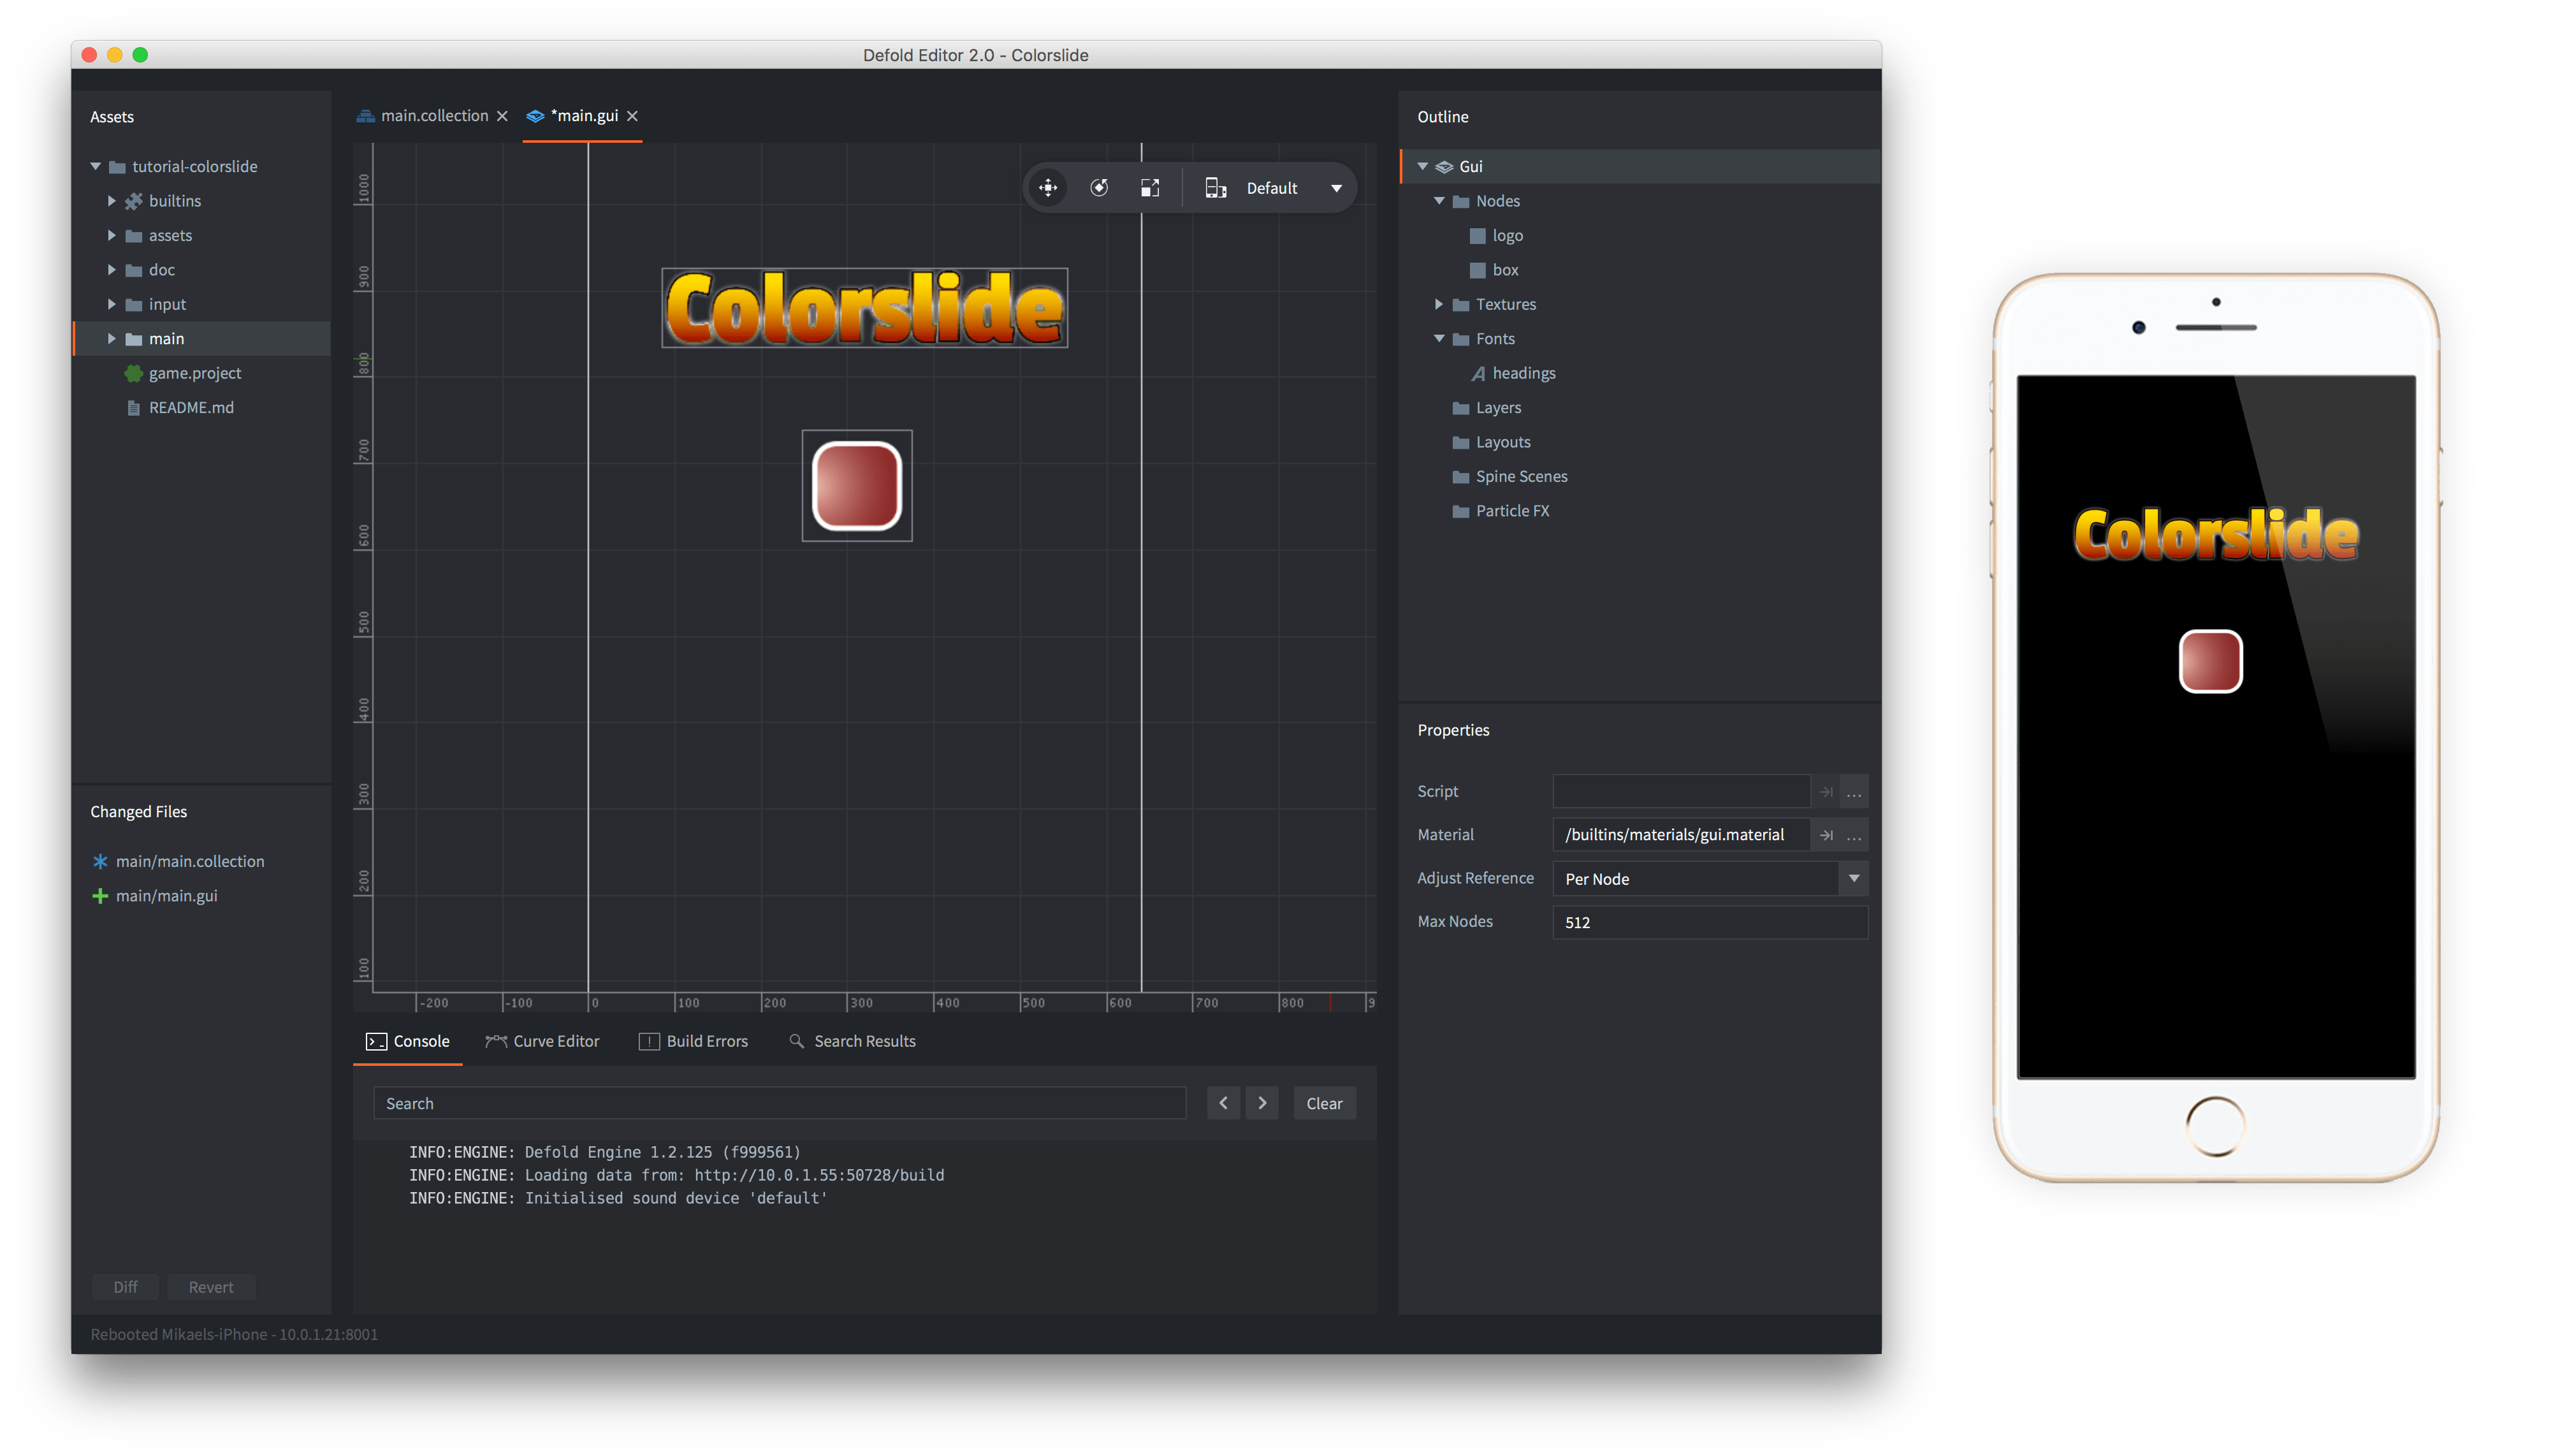 Defold Editor 2.0 - Colorslide
Assets
tutorial-colorslide
builtins
assets
doc
input
main
game.project
README.md
Changed Files
main/main.collection
main/main.gui
Diff Revert
Rebooted Mikaels-iPhone - 10.0.1.21:8001
main.collection *main.gui
Default
1000
900
800
700
600
500
400
300
200
100
Colorslide
-200 -100 0 100 200 300 400 500 600 700 800 9
Console Curve Editor Build Errors Search Results
Search Clear
INFO:ENGINE: Defold Engine 1.2.125 (f999561)
INFO:ENGINE: Loading data from: http://10.0.1.55:50728/build
INFO:ENGINE: Initialised sound device 'default'
Outline
Gui
Nodes
logo
box
Textures
Fonts
headings
Layers
Layouts
Spine Scenes
Particle FX
Properties
Script ...
Material /builtins/materials/gui.material ...
Adjust Reference Per Node
Max Nodes 512
Colorslide